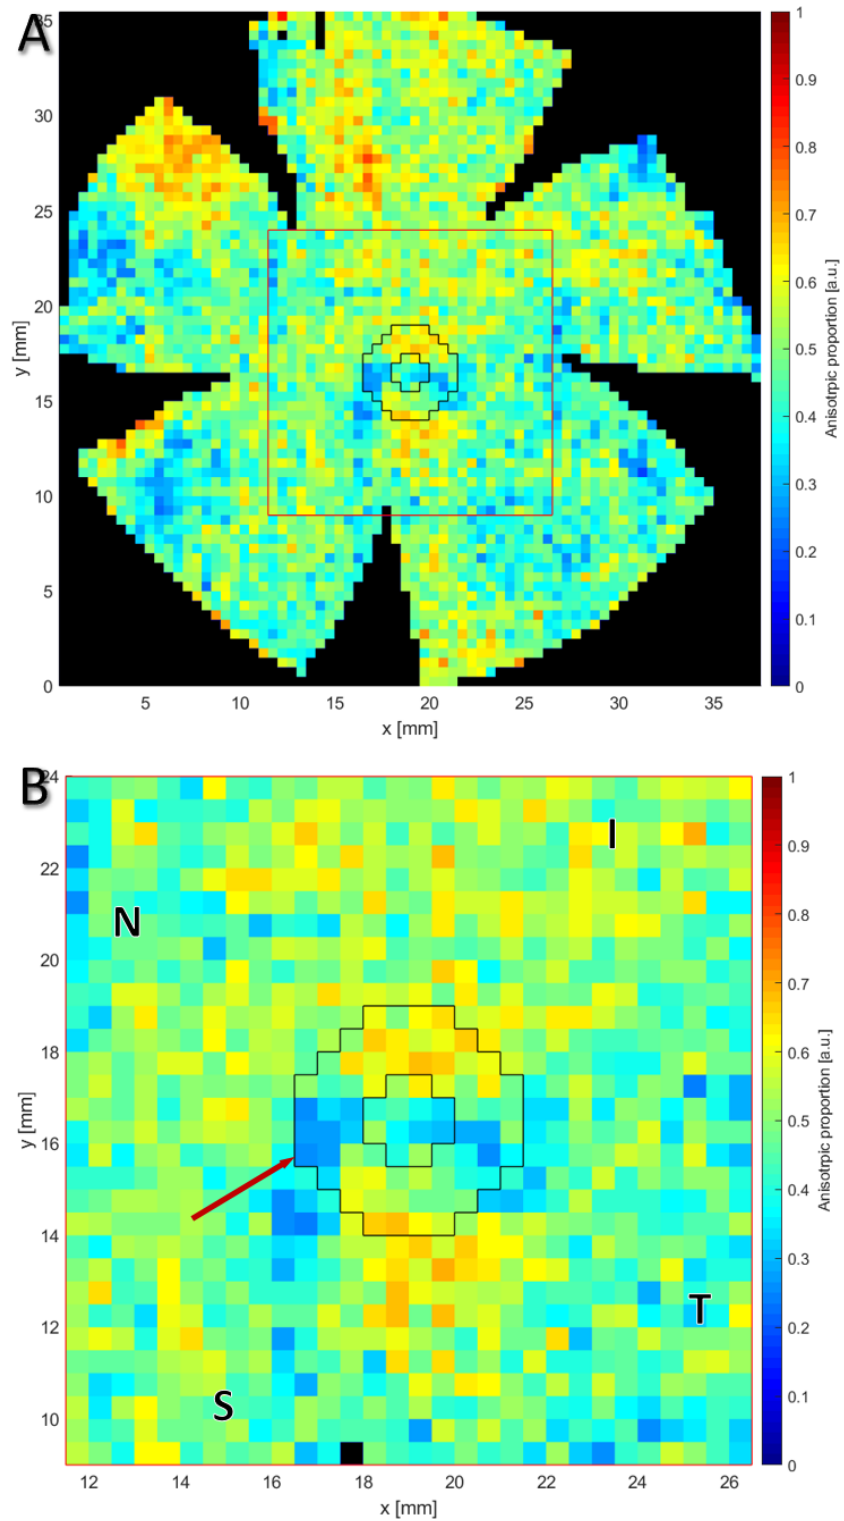 A
35
30
25
20
15
10
5
0
y [mm]
5 10 15 20 25 30 35
x [mm]
1
0.9
0.8
0.7
0.6
0.5
0.4
0.3
0.2
0.1
0
Anisotrpic proportion [a.u.]
B
24
22
20
18
16
14
12
10
y [mm]
I
N
T
S
12 14 16 18 20 22 24 26
x [mm]
1
0.9
0.8
0.7
0.6
0.5
0.4
0.3
0.2
0.1
0
Anisotrpic proportion [a.u.]